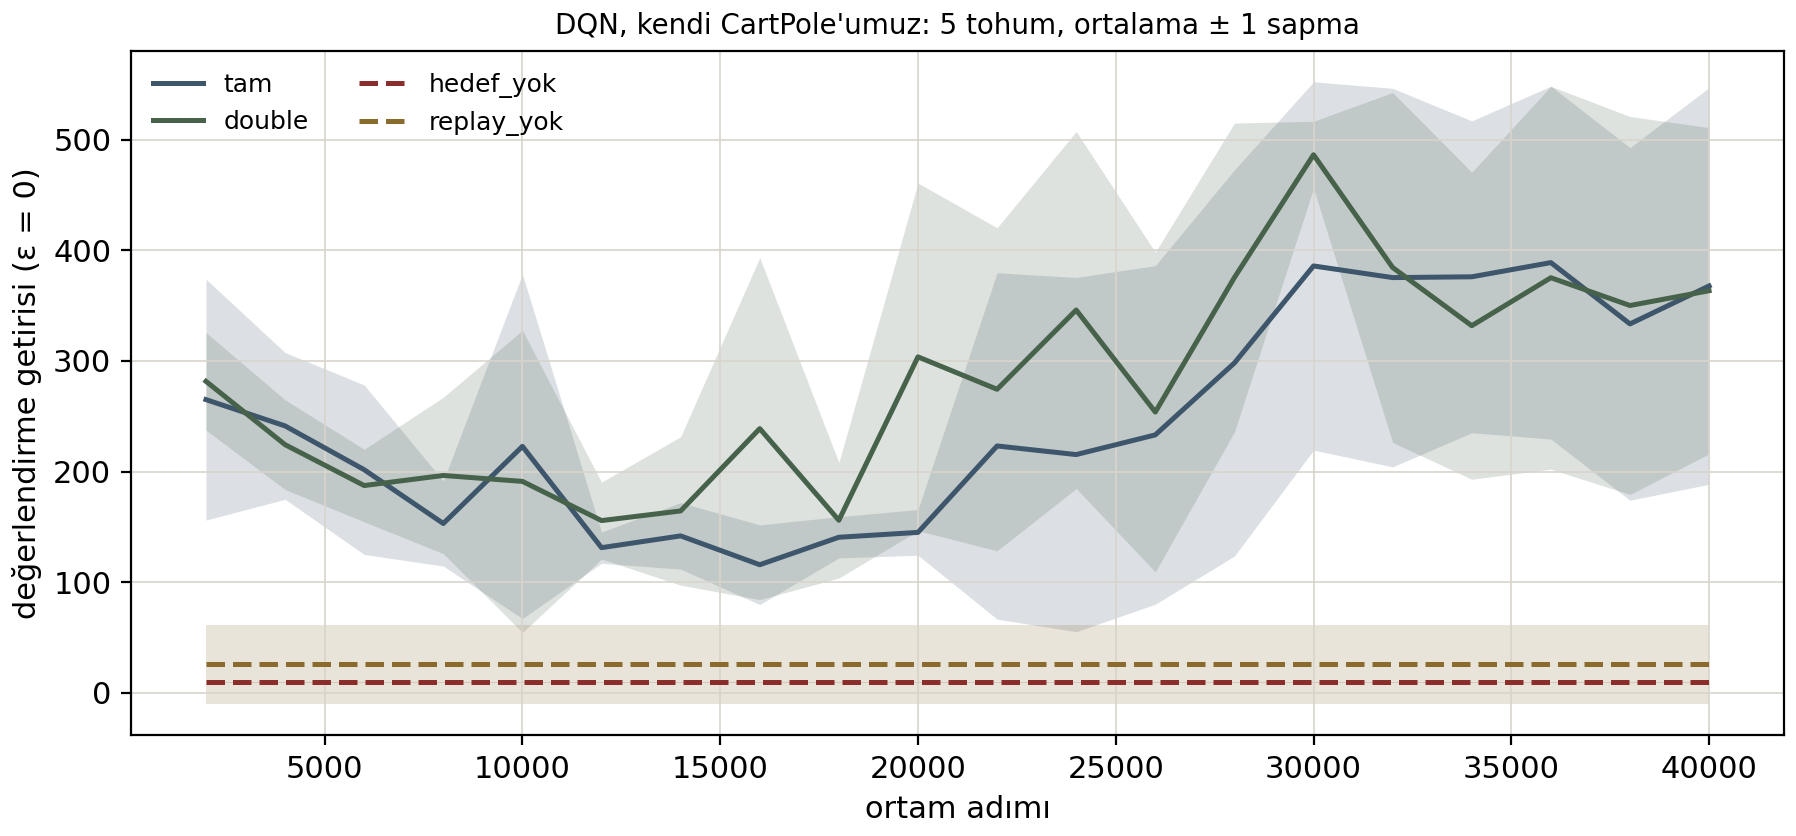 DQN, kendi CartPole'umuz: 5 tohum, ortalama ± 1 sapma
tam
double
hedef_yok
replay_yok
değerlendirme getirisi (ε = 0)
500
400
300
200
100
0
5000
10000
15000
20000
25000
30000
35000
40000
ortam adımı